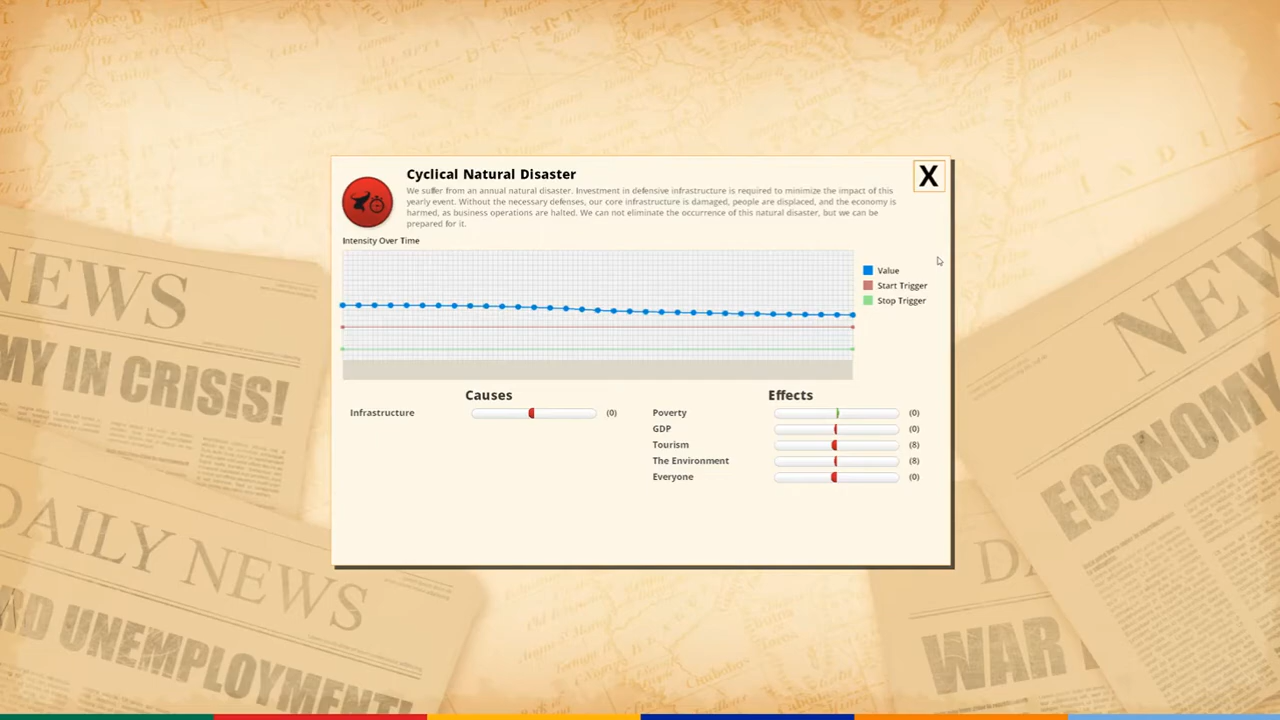 Cyclical Natural Disaster
X
We suffer from an annual natural disaster. Investment in defensive infrastructure is required to minimize the impact of this
yearly event. Without the necessary defenses, our core infrastructure is damaged, people are displaced, and the economy is
harmed, as business operations are halted. We can not eliminate the occurrence of this natural disaster, but we can be
prepared for it.
Intensity Over Time
Value
Start Trigger
Stop Trigger
Causes
Infrastructure (0)
Effects
Poverty (0)
GDP (0)
Tourism (8)
The Environment (8)
Everyone (0)
NEWS
MY IN CRISIS!
DAILY NEWS
RD UNEMPLOYMENT!
NEW
ECONOMY
D
WAR
INDIA